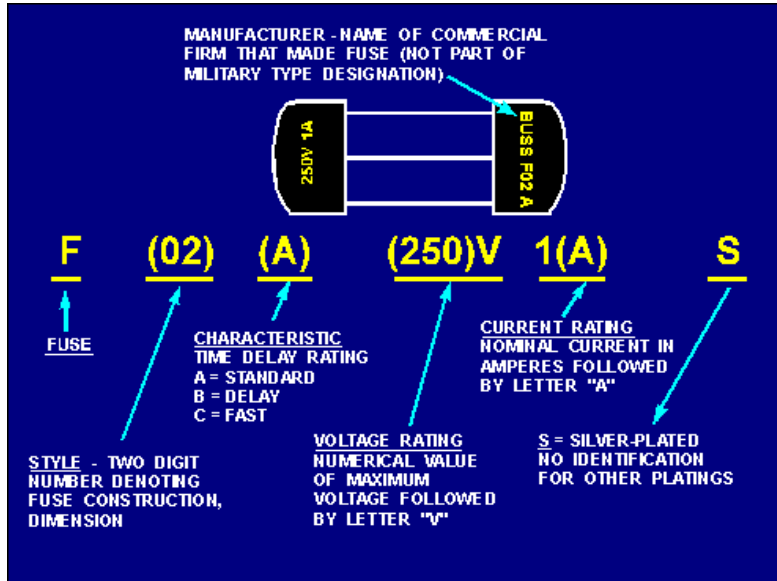 MANUFACTURER - NAME OF COMMERCIAL
FIRM THAT MADE FUSE (NOT PART OF
MILITARY TYPE DESIGNATION)
250V 1A
BUSS F02 A
F (02) (A) (250)V 1(A) S
FUSE
CHARACTERISTIC
TIME DELAY RATING
A = STANDARD
B = DELAY
C = FAST
CURRENT RATING
NOMINAL CURRENT IN
AMPERES FOLLOWED
BY LETTER "A"
STYLE - TWO DIGIT
NUMBER DENOTING
FUSE CONSTRUCTION,
DIMENSION
VOLTAGE RATING
NUMERICAL VALUE
OF MAXIMUM
VOLTAGE FOLLOWED
BY LETTER "V"
S = SILVER-PLATED
NO IDENTIFICATION
FOR OTHER PLATINGS